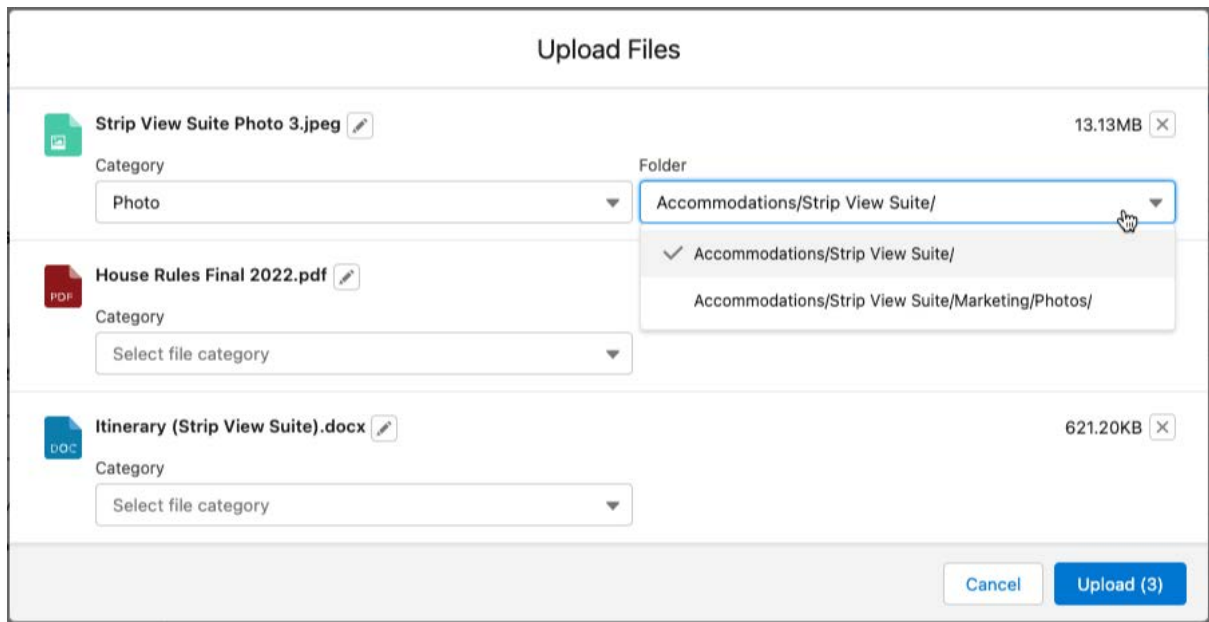 Upload Files
Strip View Suite Photo 3.jpeg
13.13MB
Category
Folder
Photo
Accommodations/Strip View Suite/
Accommodations/Strip View Suite/
Accommodations/Strip View Suite/Marketing/Photos/
PDF
House Rules Final 2022.pdf
Category
Select file category
DOC
Itinerary (Strip View Suite).docx
621.20KB
Category
Select file category
Cancel
Upload (3)